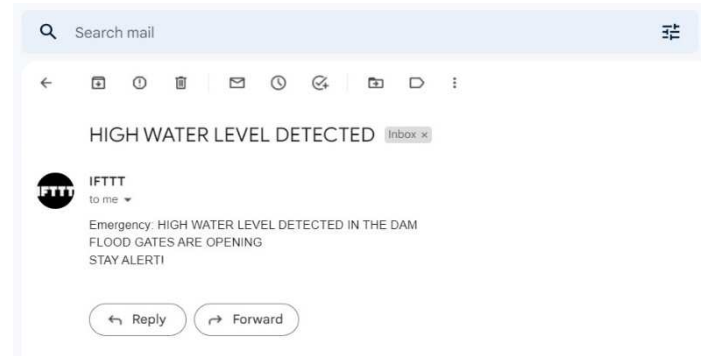 Search mail
HIGH WATER LEVEL DETECTED Inbox ×
IFTTT
IFTTT
to me
Emergency: HIGH WATER LEVEL DETECTED IN THE DAM
FLOOD GATES ARE OPENING
STAY ALERT!
Reply Forward